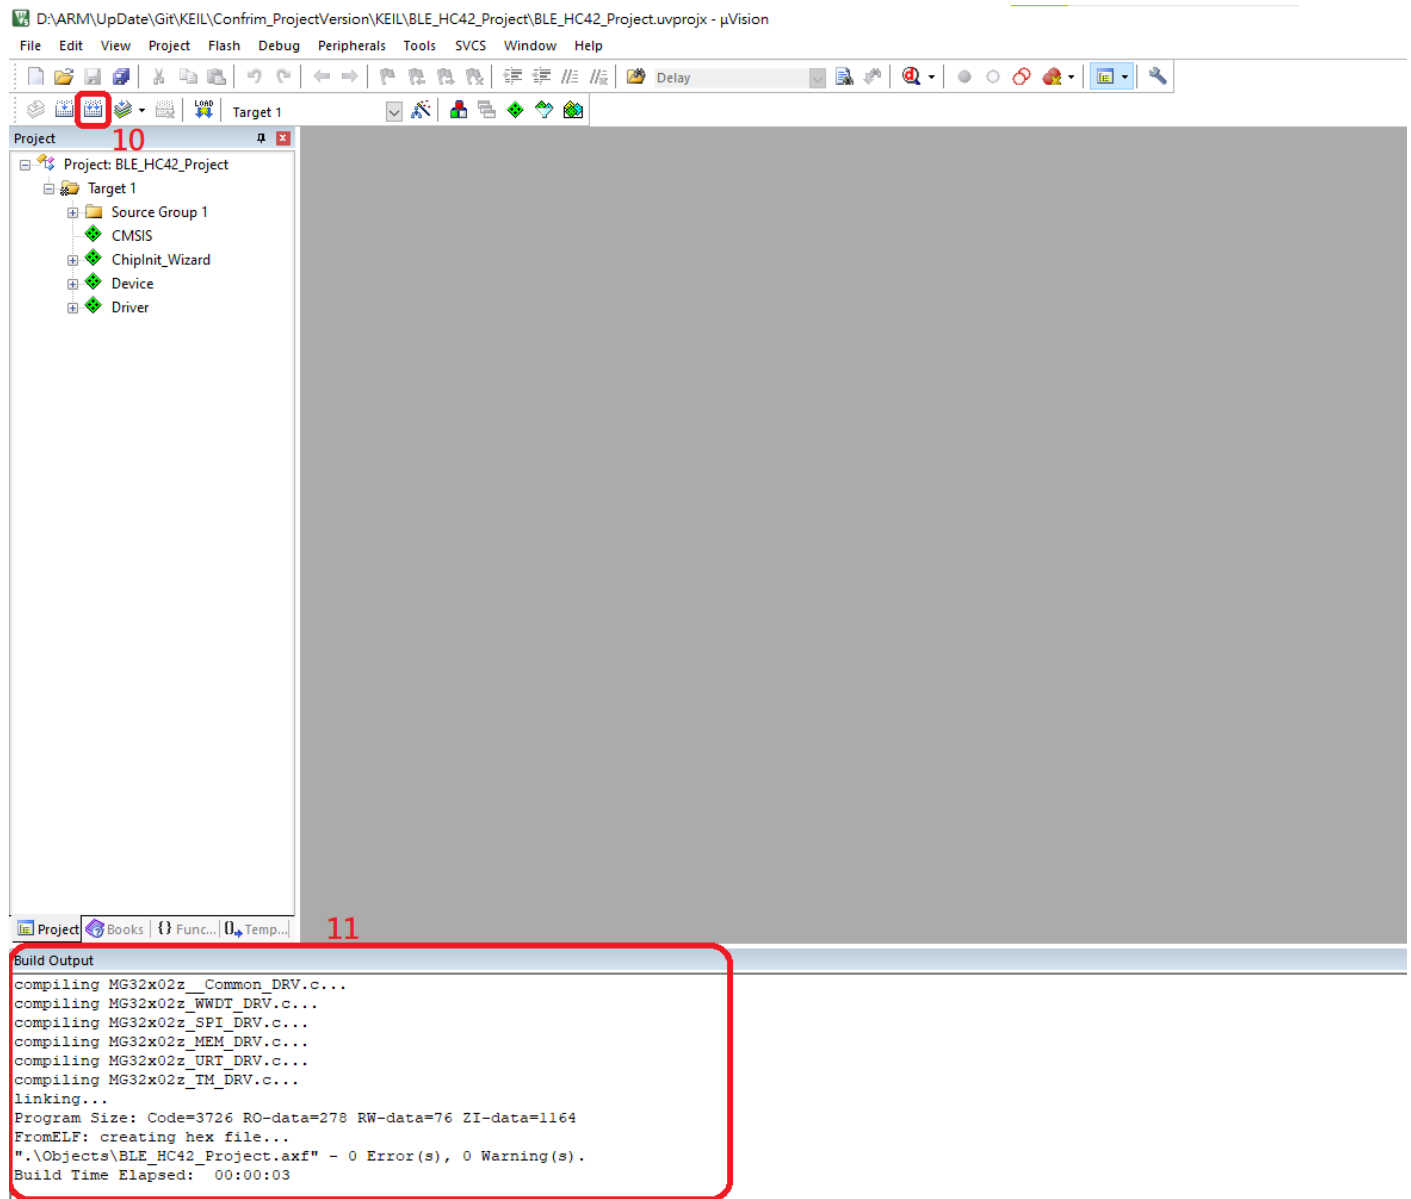 D:\ARM\UpDate\Git\KEIL\Confrim_ProjectVersion\KEIL\BLE_HC42_Project\BLE_HC42_Project.uvprojx - µVision
File Edit View Project Flash Debug Peripherals Tools SVCS Window Help
Delay
LOAD Target 1
10
Project
Project: BLE_HC42_Project
Target 1
Source Group 1
CMSIS
ChipInit_Wizard
Device
Driver
Project Books {} Func... Temp...
11
Build Output
compiling MG32x02z__Common_DRV.c...
compiling MG32x02z_WWDT_DRV.c...
compiling MG32x02z_SPI_DRV.c...
compiling MG32x02z_MEM_DRV.c...
compiling MG32x02z_URT_DRV.c...
compiling MG32x02z_TM_DRV.c...
linking...
Program Size: Code=3726 RO-data=278 RW-data=76 ZI-data=1164
FromELF: creating hex file...
".\Objects\BLE_HC42_Project.axf" - 0 Error(s), 0 Warning(s).
Build Time Elapsed:  00:00:03